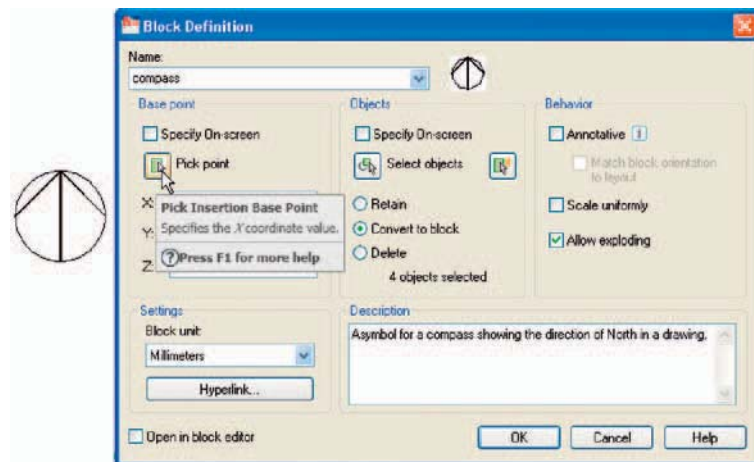 Block Definition
Name:
compass
Base point
Specify On-screen
Pick point
X:
Pick Insertion Base Point
Specifies the X coordinate value.
Y:
Press F1 for more help
Z:
Objects
Specify On-screen
Select objects
Retain
Convert to block
Delete
4 objects selected
Behavior
Annotative
Match block orientation
to layout
Scale uniformly
Allow exploding
Settings
Block unit:
Millimeters
Hyperlink...
Description
Asymbol for a compass showing the direction of North in a drawing.
Open in block editor
OK
Cancel
Help